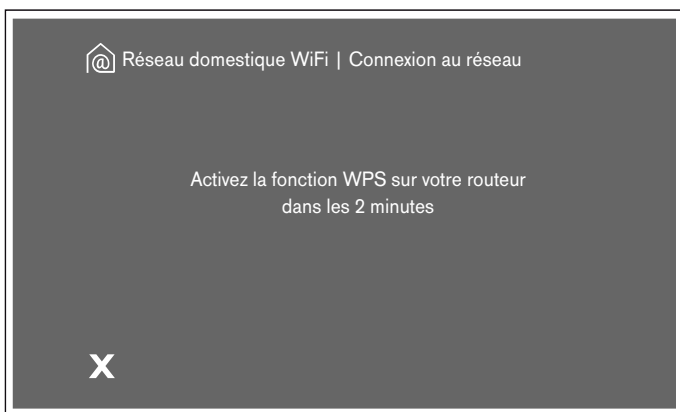 Réseau domestique WiFi | Connexion au réseau
Activez la fonction WPS sur votre routeur
dans les 2 minutes
X